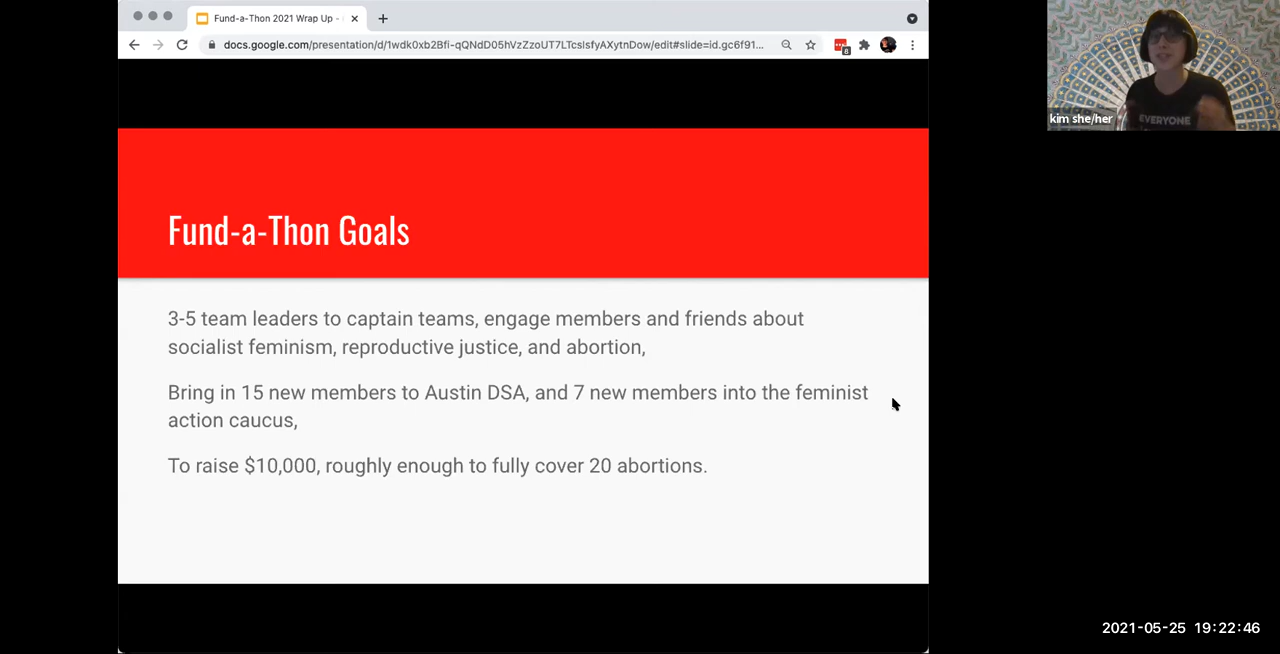 Fund-a-Thon 2021 Wrap Up -
docs.google.com/presentation/d/1wdk0xb2Bfi-qQNdD05hVzZzoUT7LTcsIsfyAXytnDow/edit#slide=id.gc6f91...
8
kim she/her
EVERYONE
Fund-a-Thon Goals
3-5 team leaders to captain teams, engage members and friends about
socialist feminism, reproductive justice, and abortion,
Bring in 15 new members to Austin DSA, and 7 new members into the feminist
action caucus,
To raise $10,000, roughly enough to fully cover 20 abortions.
2021-05-25 19:22:46